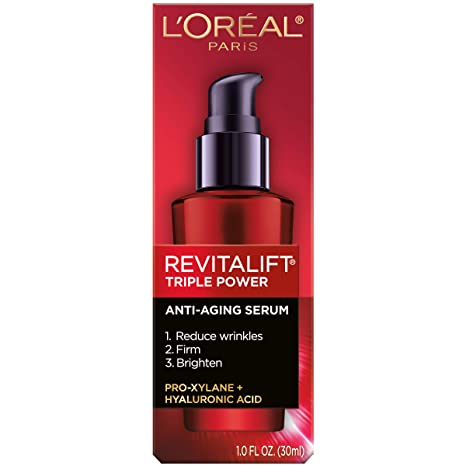 L'ORÉAL®
PARIS
REVITALIFT®
TRIPLE POWER
ANTI-AGING SERUM
1. Reduce wrinkles
2. Firm
3. Brighten
PRO-XYLANE +
HYALURONIC ACID
1.0 FL. OZ. (30ml)